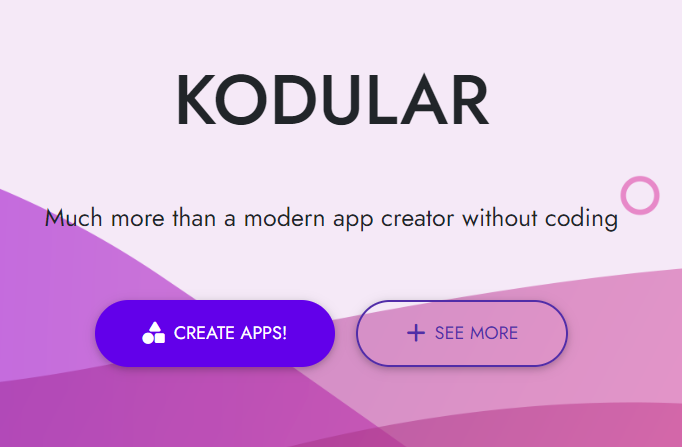 KODULAR
Much more than a modern app creator without coding
CREATE APPS!
SEE MORE